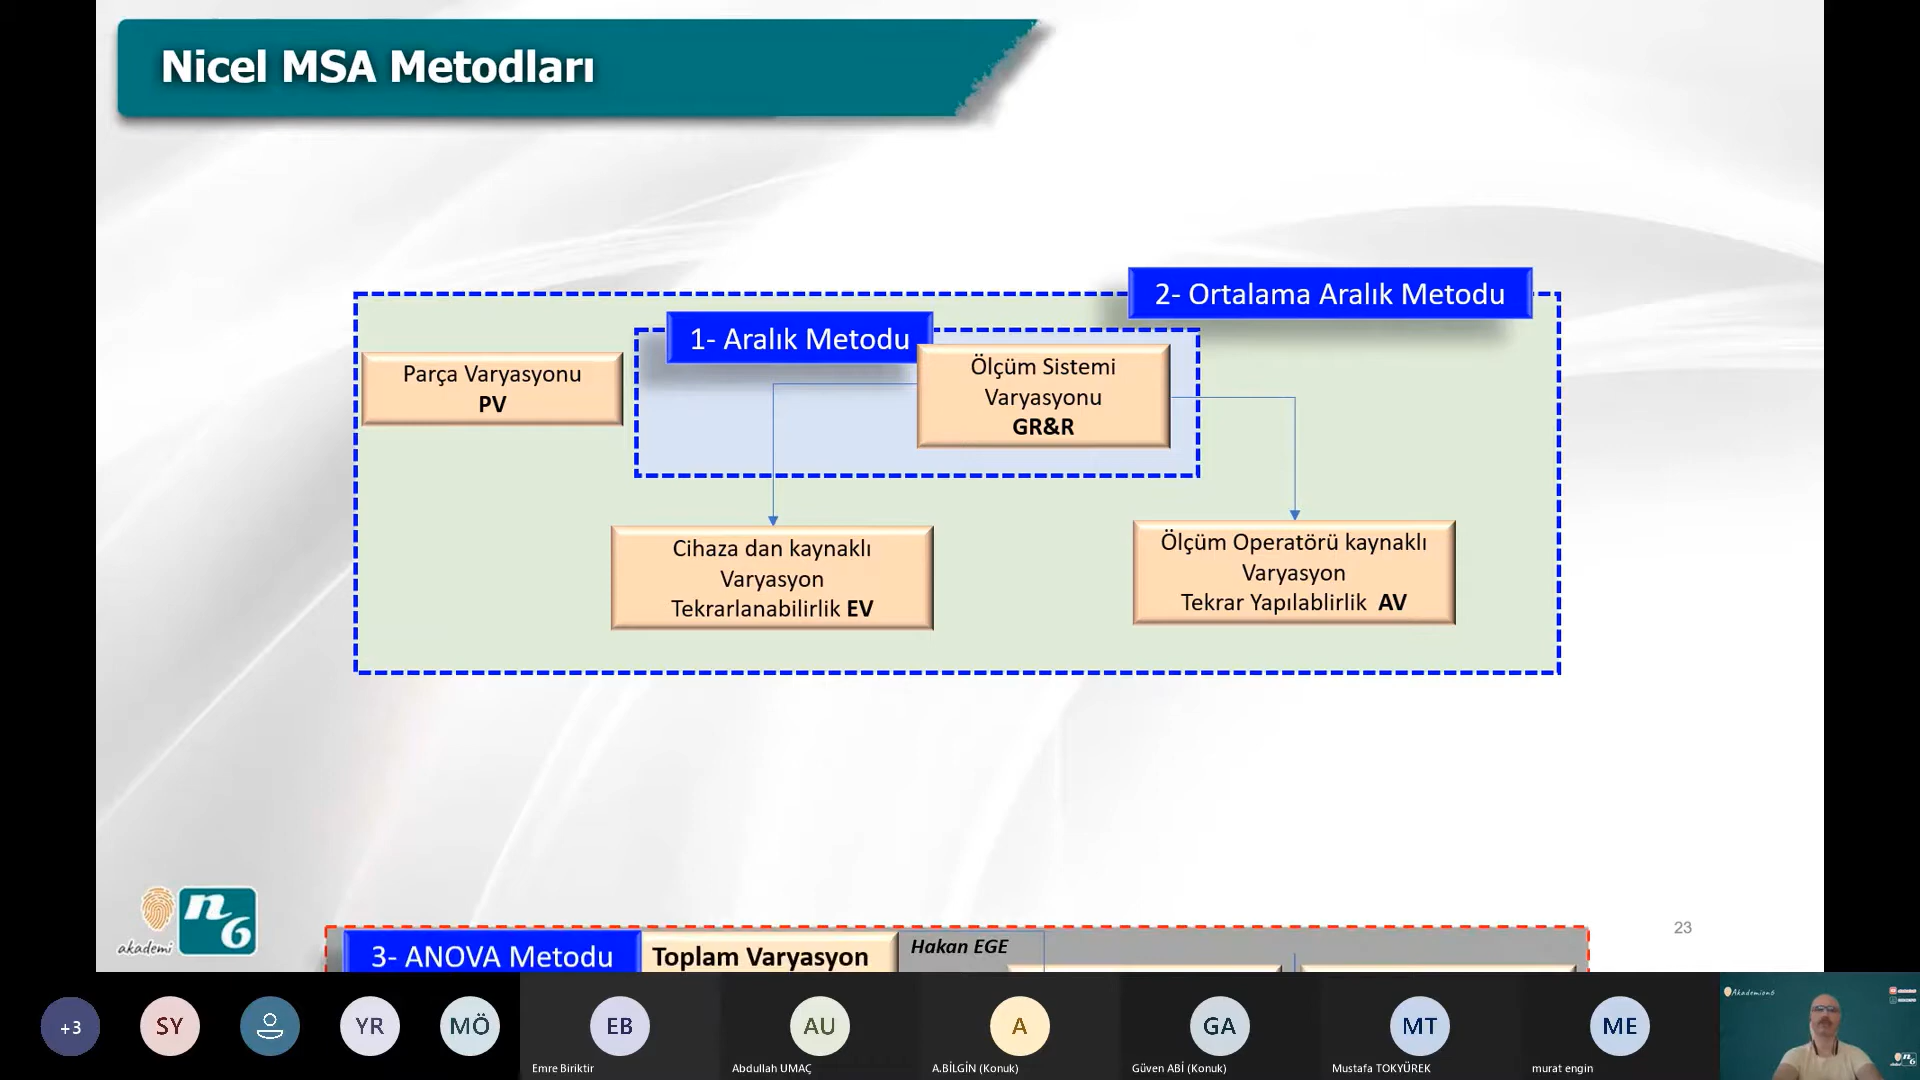 Nicel MSA Metodları
2- Ortalama Aralık Metodu
1- Aralık Metodu
Parça Varyasyonu
PV
Ölçüm Sistemi
Varyasyonu
GR&R
Cihaza dan kaynaklı
Varyasyon
Tekrarlanabilirlik EV
Ölçüm Operatörü kaynaklı
Varyasyon
Tekrar Yapılablirlik AV
akademi
n6
23
3- ANOVA Metodu
Toplam Varyasyon
Hakan EGE
+3
SY
YR
MÖ
EB
Emre Biriktir
AU
Abdullah UMAÇ
A
A.BİLGİN (Konuk)
GA
Güven ABİ (Konuk)
MT
Mustafa TOKYÜREK
ME
murat engin
Akademin6